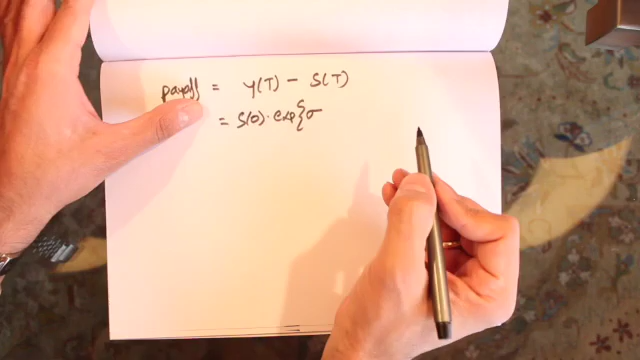 payoff = Y(T) - S(T)
= S(0) · exp{σ